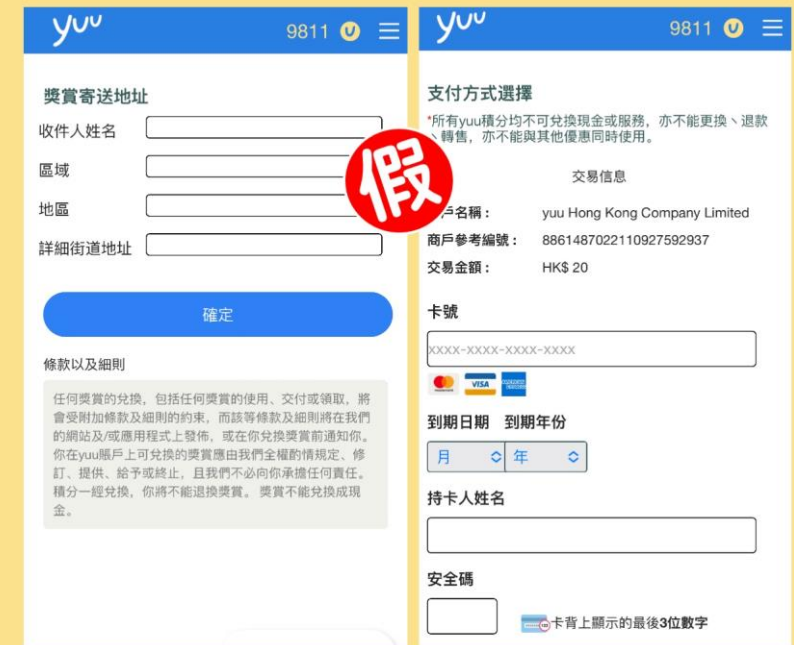 yuu
9811 U
獎賞寄送地址
收件人姓名
區域
地區
詳細街道地址
確定
條款以及細則
任何獎賞的兌換，包括任何獎賞的使用、交付或領取，將
會受附加條款及細則的約束，而該等條款及細則將在我們
的網站及/或應用程式上發佈，或在你兌換獎賞前通知你。
你在yuu賬戶上可兌換的獎賞應由我們全權酌情規定、修
訂、提供、給予或終止，且我們不必向你承擔任何責任。
積分一經兌換，你將不能退換獎賞。 獎賞不能兌換成現
金。
假
yuu
9811 U
支付方式選擇
*所有yuu積分均不可兌換現金或服務，亦不能更換、退款
、轉售，亦不能與其他優惠同時使用。
交易信息
戶名稱： yuu Hong Kong Company Limited
商戶參考編號： 8861487022110927592937
交易金額： HK$ 20
卡號
xxxx-xxxx-xxxx-xxxx
VISA
到期日期 到期年份
月 年
持卡人姓名
安全碼
卡背上顯示的最後3位數字